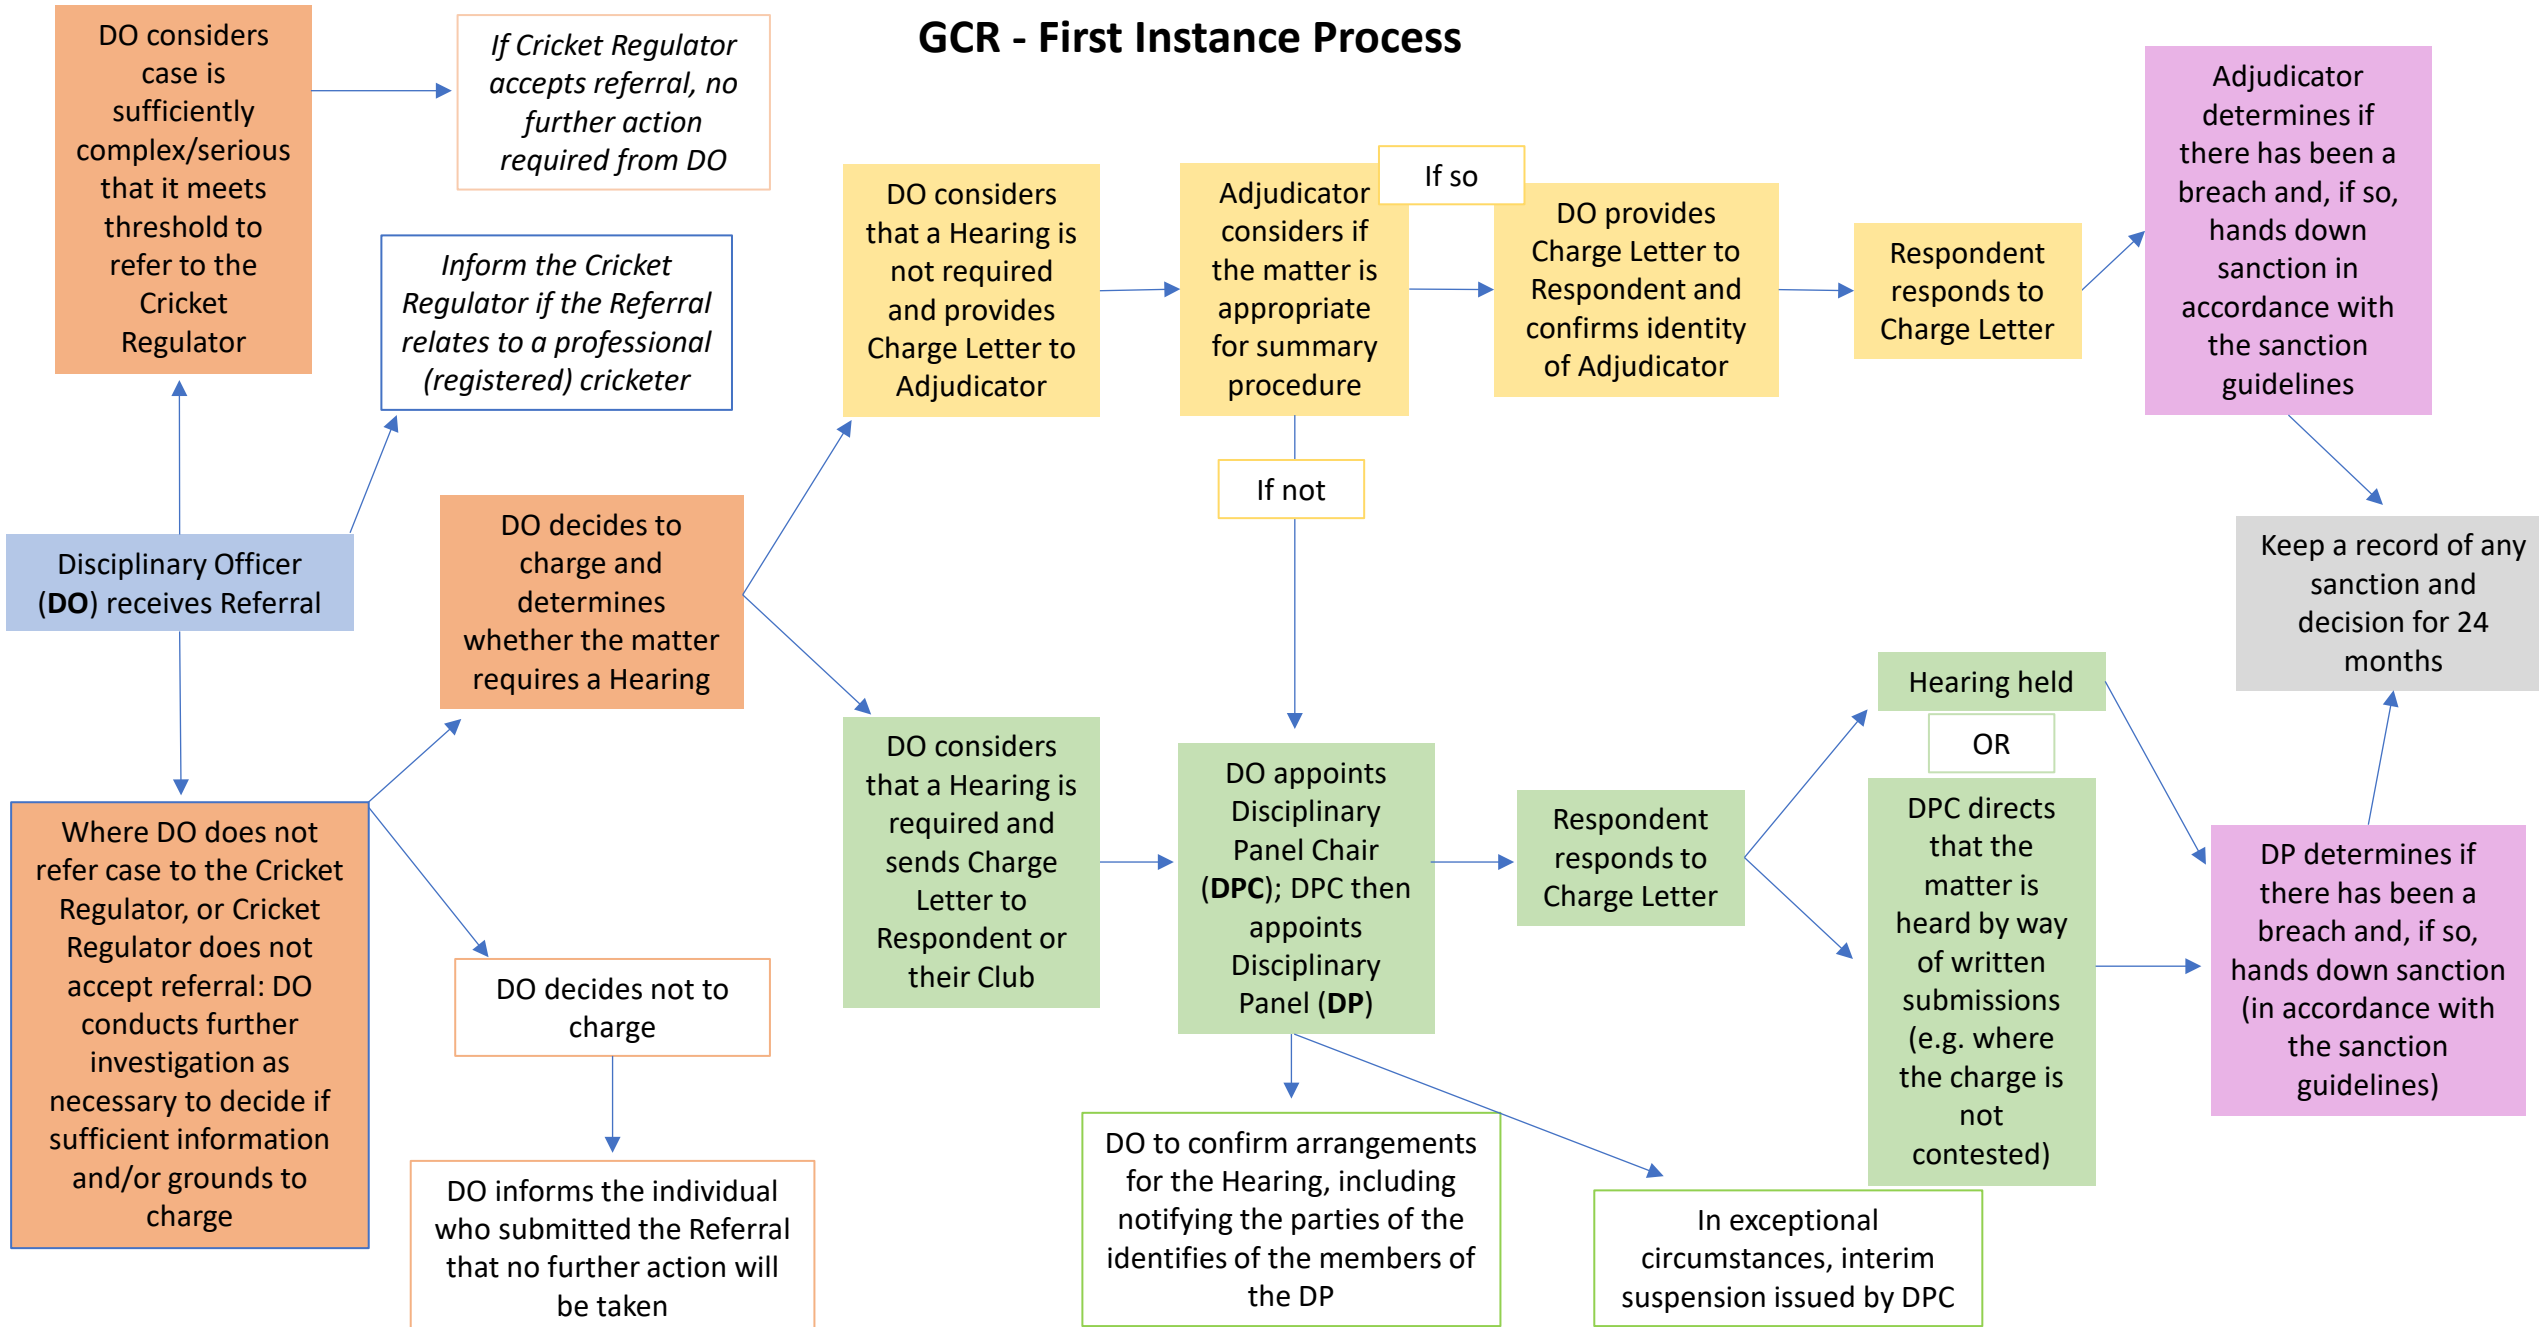 GCR - First Instance Process
DO considers
case is
sufficiently
complex/serious
that it meets
threshold to
refer to the
Cricket
Regulator
If Cricket Regulator
accepts referral, no
further action
required from DO
Inform the Cricket
Regulator if the Referral
relates to a professional
(registered) cricketer
Disciplinary Officer
(DO) receives Referral
Where DO does not
refer case to the Cricket
Regulator, or Cricket
Regulator does not
accept referral: DO
conducts further
investigation as
necessary to decide if
sufficient information
and/or grounds to
charge
DO decides to
charge and
determines
whether the matter
requires a Hearing
DO decides not to
charge
DO informs the individual
who submitted the Referral
that no further action will
be taken
DO considers
that a Hearing is
not required
and provides
Charge Letter to
Adjudicator
Adjudicator
considers if
the matter is
appropriate
for summary
procedure
If so
DO provides
Charge Letter to
Respondent and
confirms identity
of Adjudicator
Respondent
responds to
Charge Letter
Adjudicator
determines if
there has been a
breach and, if so,
hands down
sanction in
accordance with
the sanction
guidelines
If not
DO considers
that a Hearing is
required and
sends Charge
Letter to
Respondent or
their Club
DO appoints
Disciplinary
Panel Chair
(DPC); DPC then
appoints
Disciplinary
Panel (DP)
DO to confirm arrangements
for the Hearing, including
notifying the parties of the
identifies of the members of
the DP
In exceptional
circumstances, interim
suspension issued by DPC
Respondent
responds to
Charge Letter
Hearing held
OR
DPC directs
that the
matter is
heard by way
of written
submissions
(e.g. where
the charge is
not
contested)
DP determines if
there has been a
breach and, if so,
hands down sanction
(in accordance with
the sanction
guidelines)
Keep a record of any
sanction and
decision for 24
months